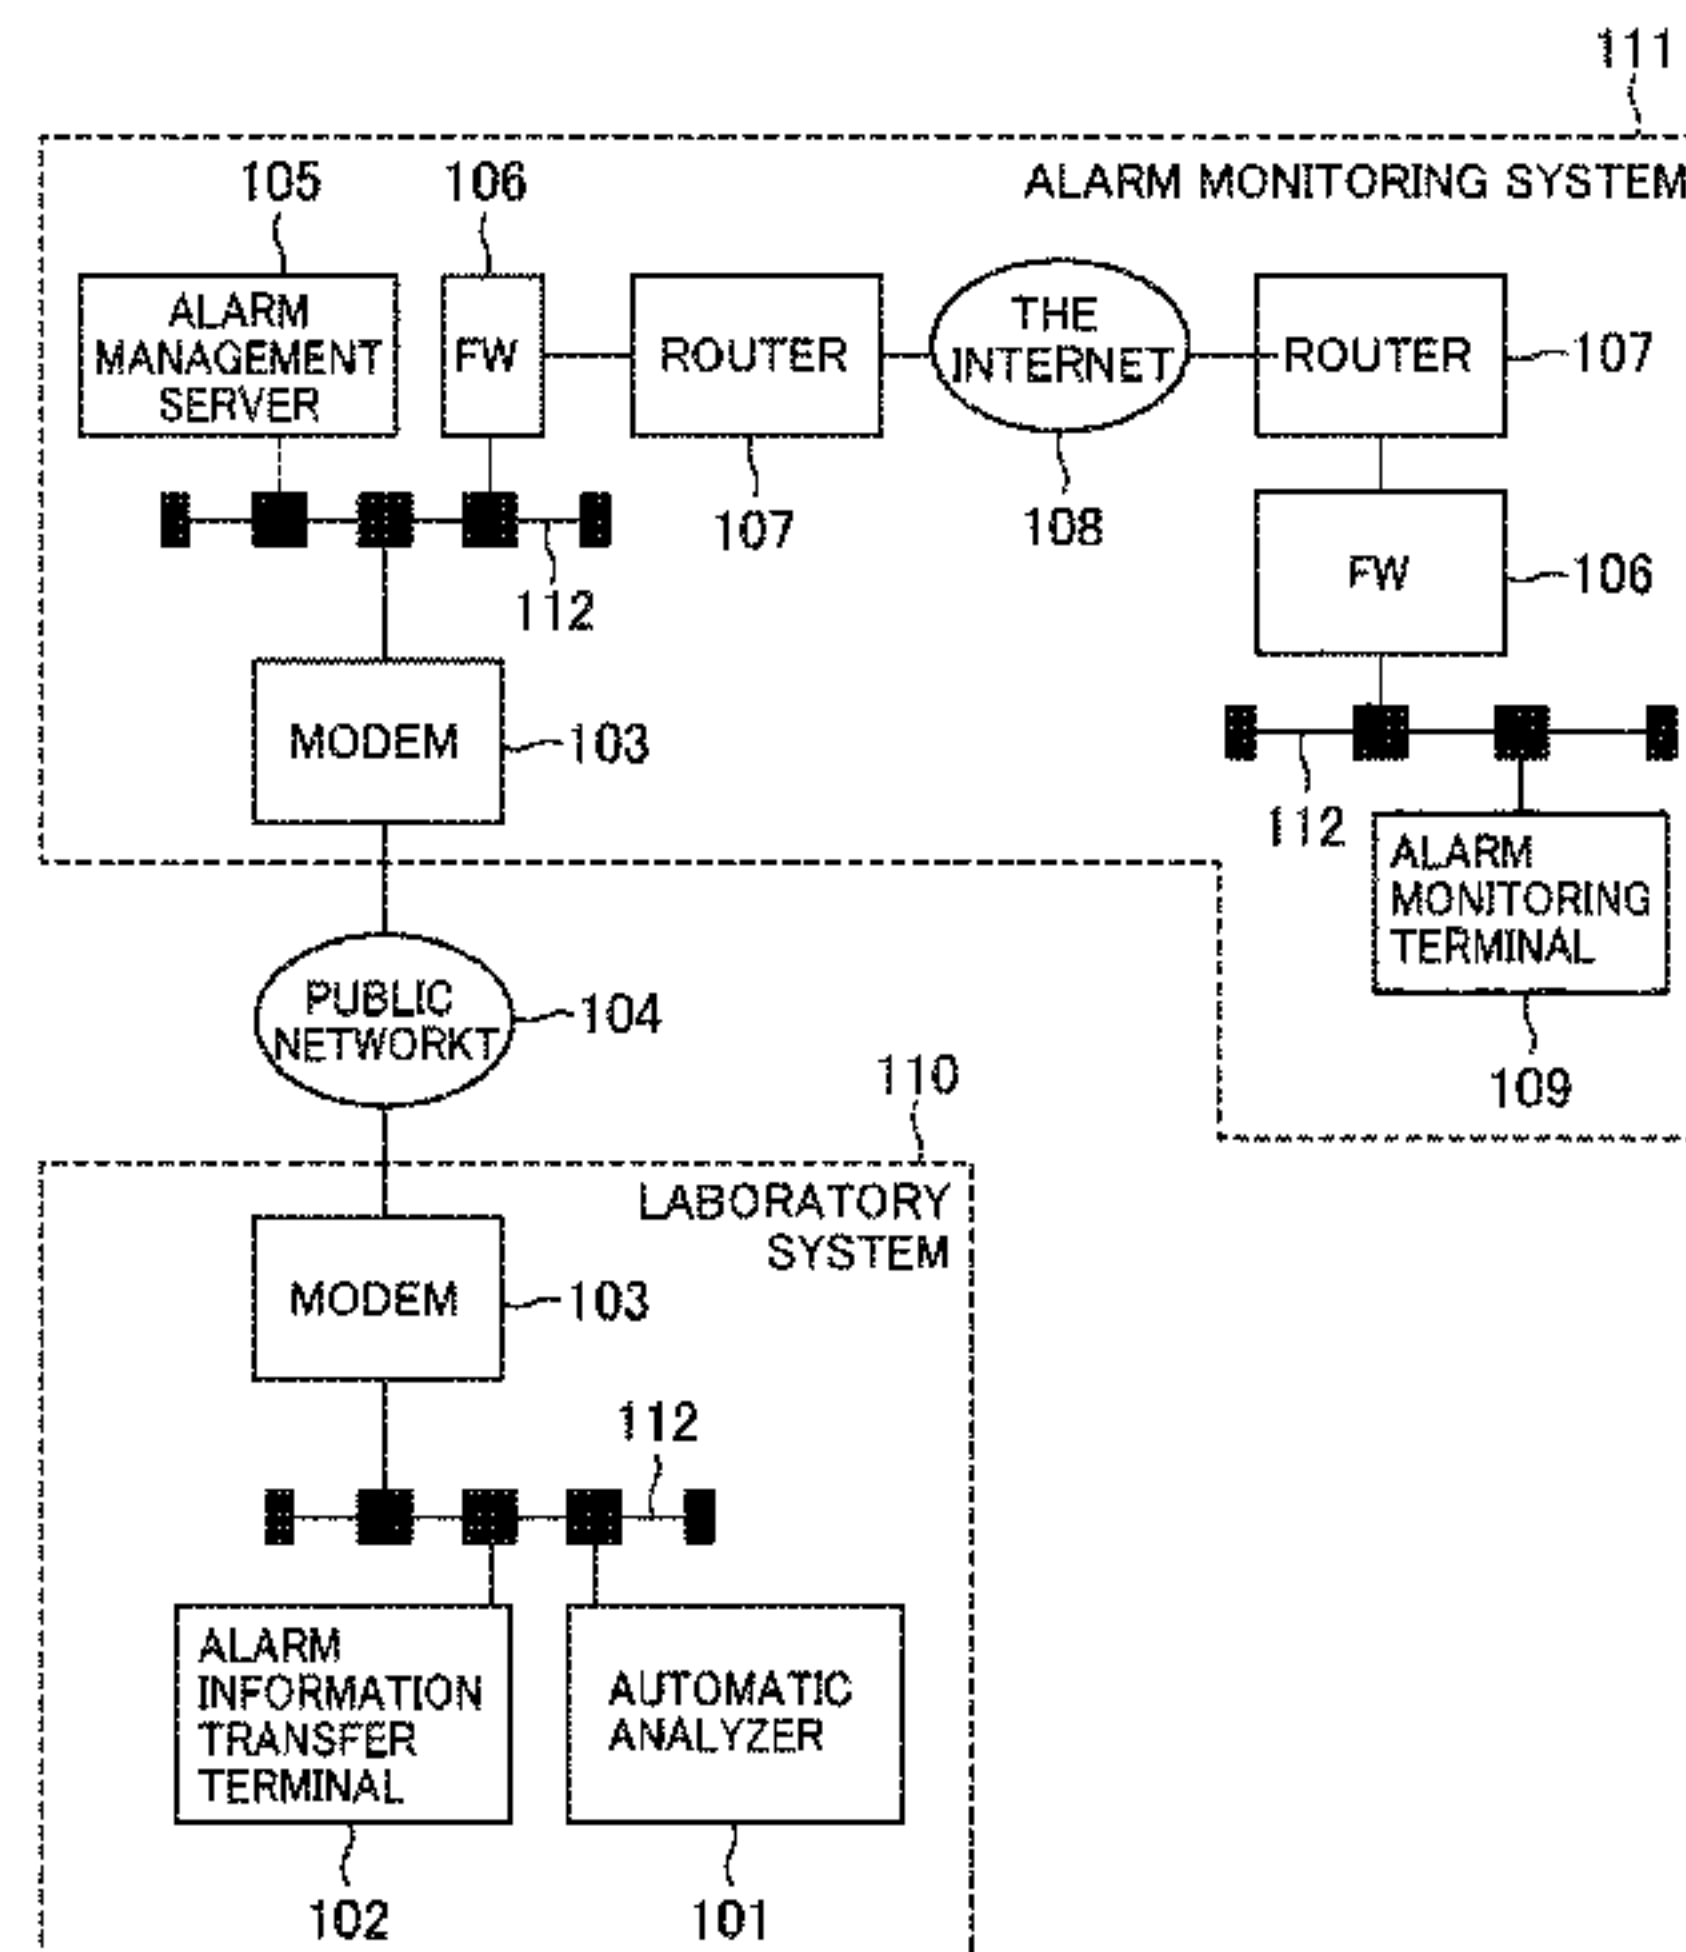 111
ALARM MONITORING SYSTEM
105
106
ALARM
MANAGEMENT
SERVER
FW
ROUTER
THE
INTERNET
ROUTER
107
107
108
FW
106
112
MODEM
103
112
ALARM
MONITORING
TERMINAL
109
PUBLIC
NETWORKT
104
110
LABORATORY
SYSTEM
MODEM
103
112
ALARM
INFORMATION
TRANSFER
TERMINAL
AUTOMATIC
ANALYZER
102
101